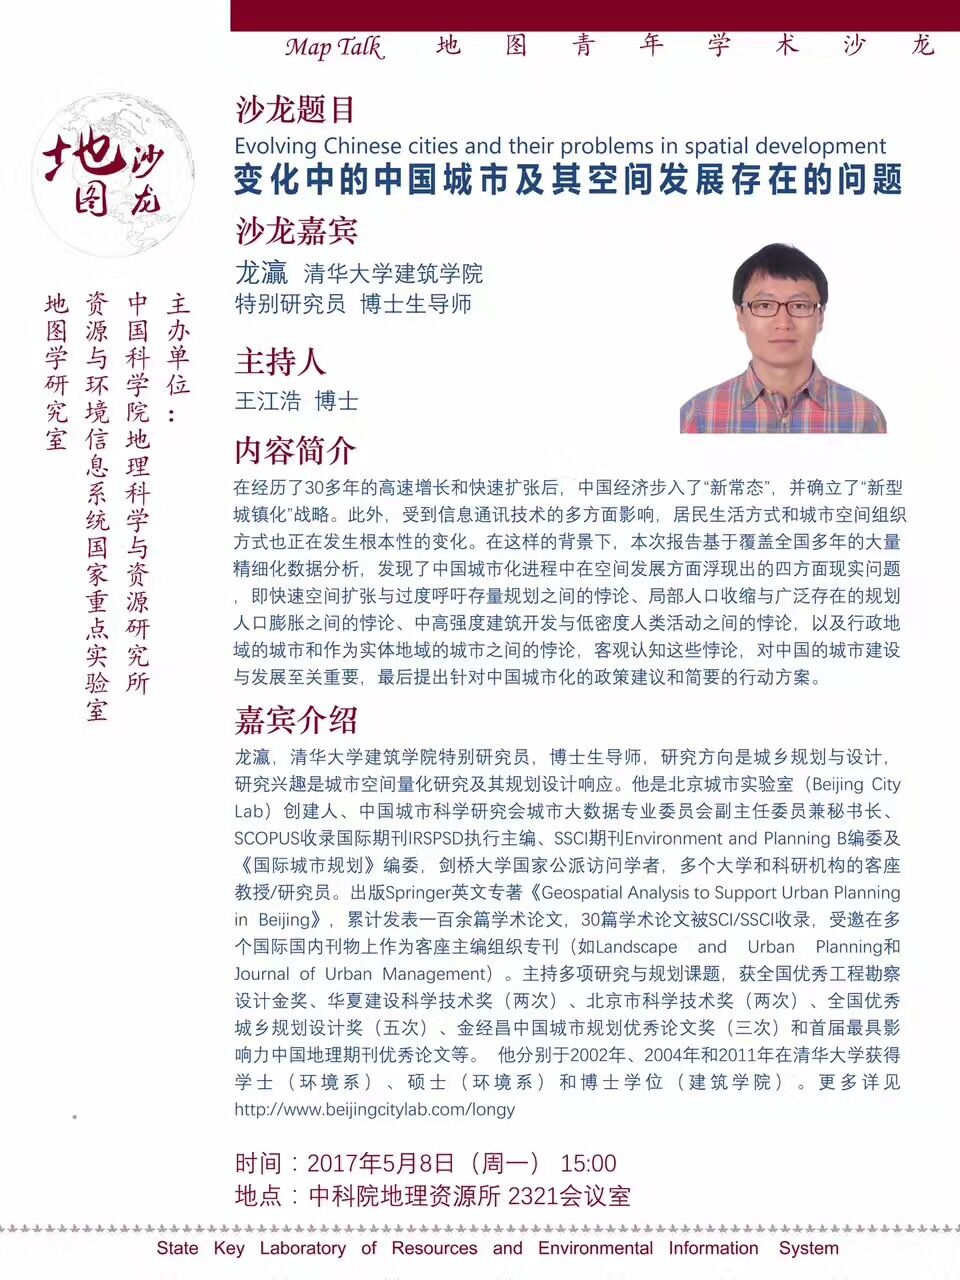 Map Talk 地图青年学术沙龙
地图沙龙
主办单位：
中国科学院地理科学与资源研究所
资源与环境信息系统国家重点实验室
地图学研究室
沙龙题目
Evolving Chinese cities and their problems in spatial development
变化中的中国城市及其空间发展存在的问题
沙龙嘉宾
龙瀛 清华大学建筑学院
特别研究员 博士生导师
主持人
王江浩 博士
内容简介
在经历了30多年的高速增长和快速扩张后，中国经济步入了“新常态”，并确立了“新型
城镇化”战略。此外，受到信息通讯技术的多方面影响，居民生活方式和城市空间组织
方式也正在发生根本性的变化。在这样的背景下，本次报告基于覆盖全国多年的大量
精细化数据分析，发现了中国城市化进程中在空间发展方面浮现出的四方面现实问题
，即快速空间扩张与过度呼吁存量规划之间的悖论、局部人口收缩与广泛存在的规划
人口膨胀之间的悖论、中高强度建筑开发与低密度人类活动之间的悖论，以及行政地
域的城市和作为实体地域的城市之间的悖论，客观认知这些悖论，对中国的城市建设
与发展至关重要，最后提出针对中国城市化的政策建议和简要的行动方案。
嘉宾介绍
龙瀛，清华大学建筑学院特别研究员，博士生导师，研究方向是城乡规划与设计，
研究兴趣是城市空间量化研究及其规划设计响应。他是北京城市实验室（Beijing City
Lab）创建人、中国城市科学研究会城市大数据专业委员会副主任委员兼秘书长、
SCOPUS收录国际期刊IRSPSD执行主编、SSCI期刊Environment and Planning B编委及
《国际城市规划》编委，剑桥大学国家公派访问学者，多个大学和科研机构的客座
教授/研究员。出版Springer英文专著《Geospatial Analysis to Support Urban Planning
in Beijing》，累计发表一百余篇学术论文，30篇学术论文被SCI/SSCI收录，受邀在多
个国际国内刊物上作为客座主编组织专刊（如Landscape and Urban Planning和
Journal of Urban Management）。主持多项研究与规划课题，获全国优秀工程勘察
设计金奖、华夏建设科学技术奖（两次）、北京市科学技术奖（两次）、全国优秀
城乡规划设计奖（五次）、金经昌中国城市规划优秀论文奖（三次）和首届最具影
响力中国地理期刊优秀论文等。 他分别于2002年、2004年和2011年在清华大学获得
学士（环境系）、硕士（环境系）和博士学位（建筑学院）。更多详见
http://www.beijingcitylab.com/longy
时间：2017年5月8日（周一） 15:00
地点：中科院地理资源所 2321会议室
State Key Laboratory of Resources and Environmental Information System